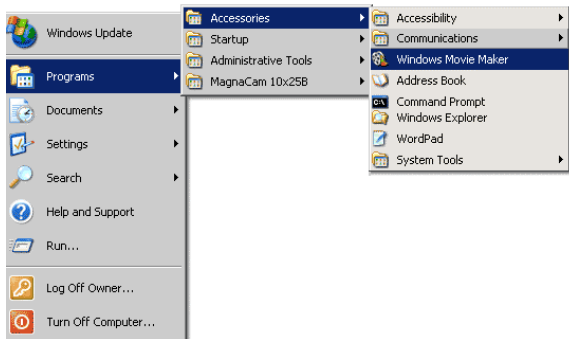 Windows Update
Programs
Documents
Settings
Search
Help and Support
Run...
Log Off Owner...
Turn Off Computer...
Accessories
Startup
Administrative Tools
MagnaCam 10x25B
Accessibility
Communications
Windows Movie Maker
Address Book
Command Prompt
Windows Explorer
WordPad
System Tools